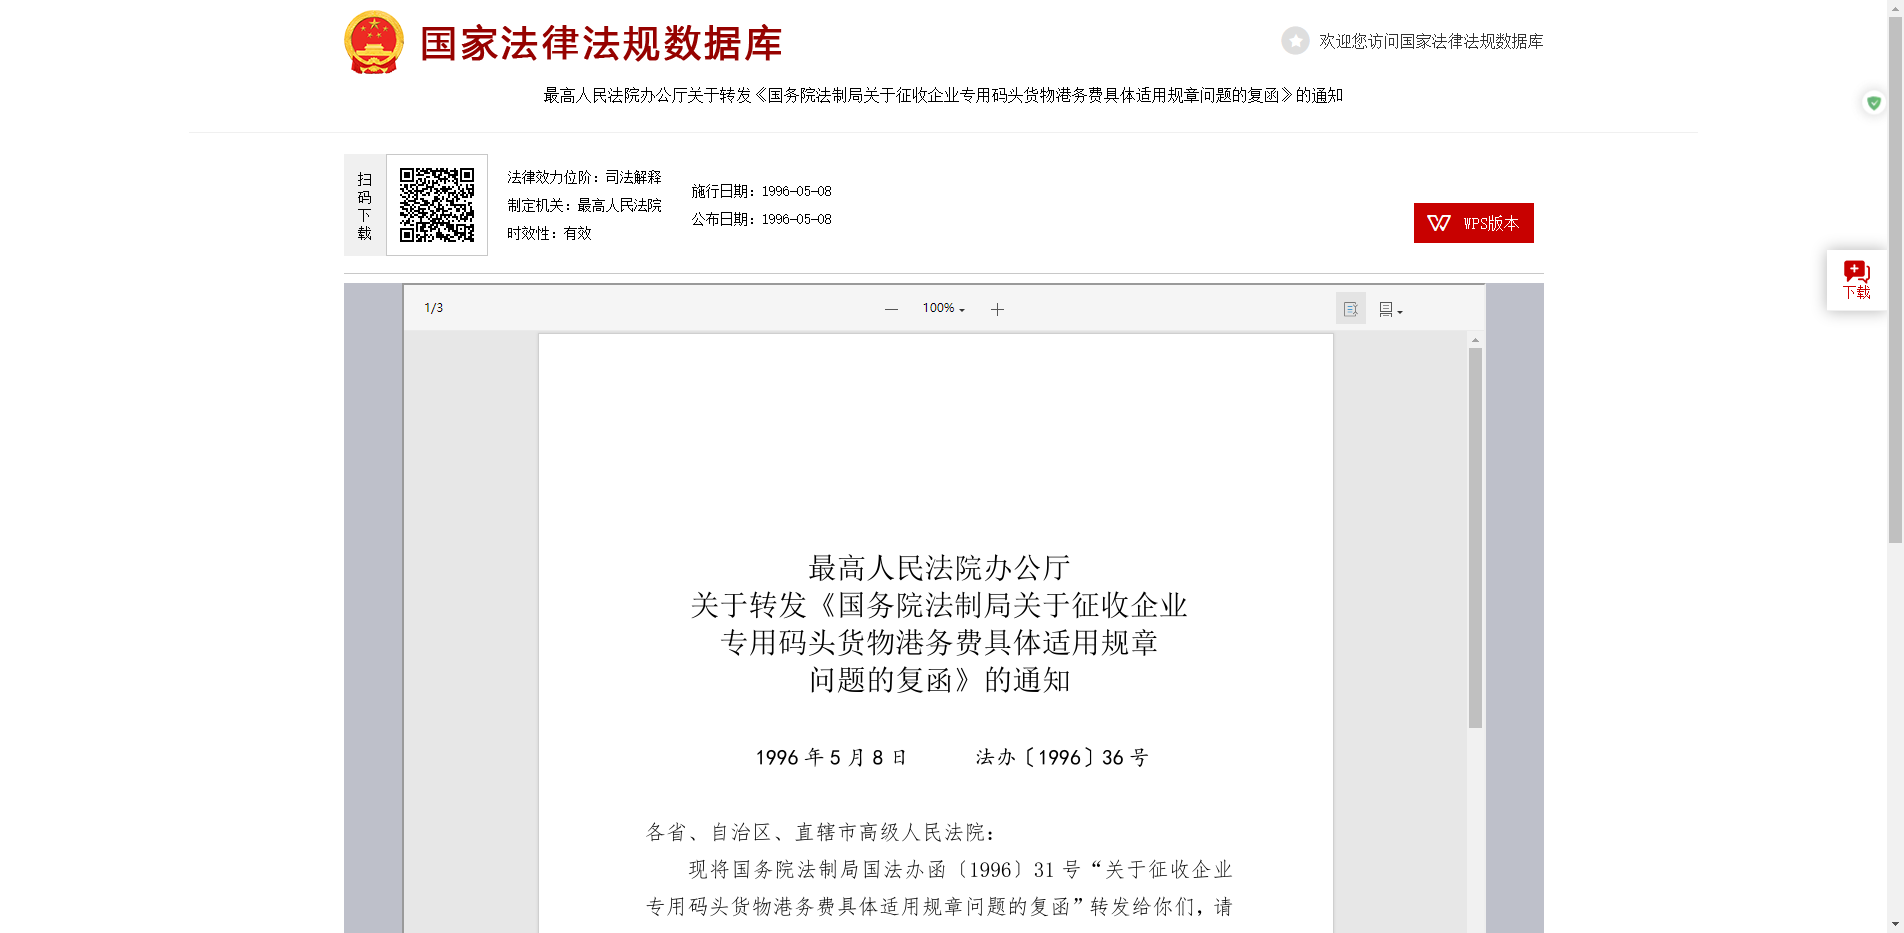 国家法律法规数据库
欢迎您访问国家法律法规数据库
最高人民法院办公厅关于转发《国务院法制局关于征收企业专用码头货物港务费具体适用规章问题的复函》的通知
扫码下载
法律效力位阶：司法解释
制定机关：最高人民法院
时效性：有效
施行日期：1996-05-08
公布日期：1996-05-08
WPS版本
下载
1/3
100%
最高人民法院办公厅
关于转发《国务院法制局关于征收企业
专用码头货物港务费具体适用规章
问题的复函》的通知
1996 年 5 月 8 日 法办〔1996〕36 号
各省、自治区、直辖市高级人民法院：
现将国务院法制局国法办函〔1996〕31 号“关于征收企业
专用码头货物港务费具体适用规章问题的复函”转发给你们，请